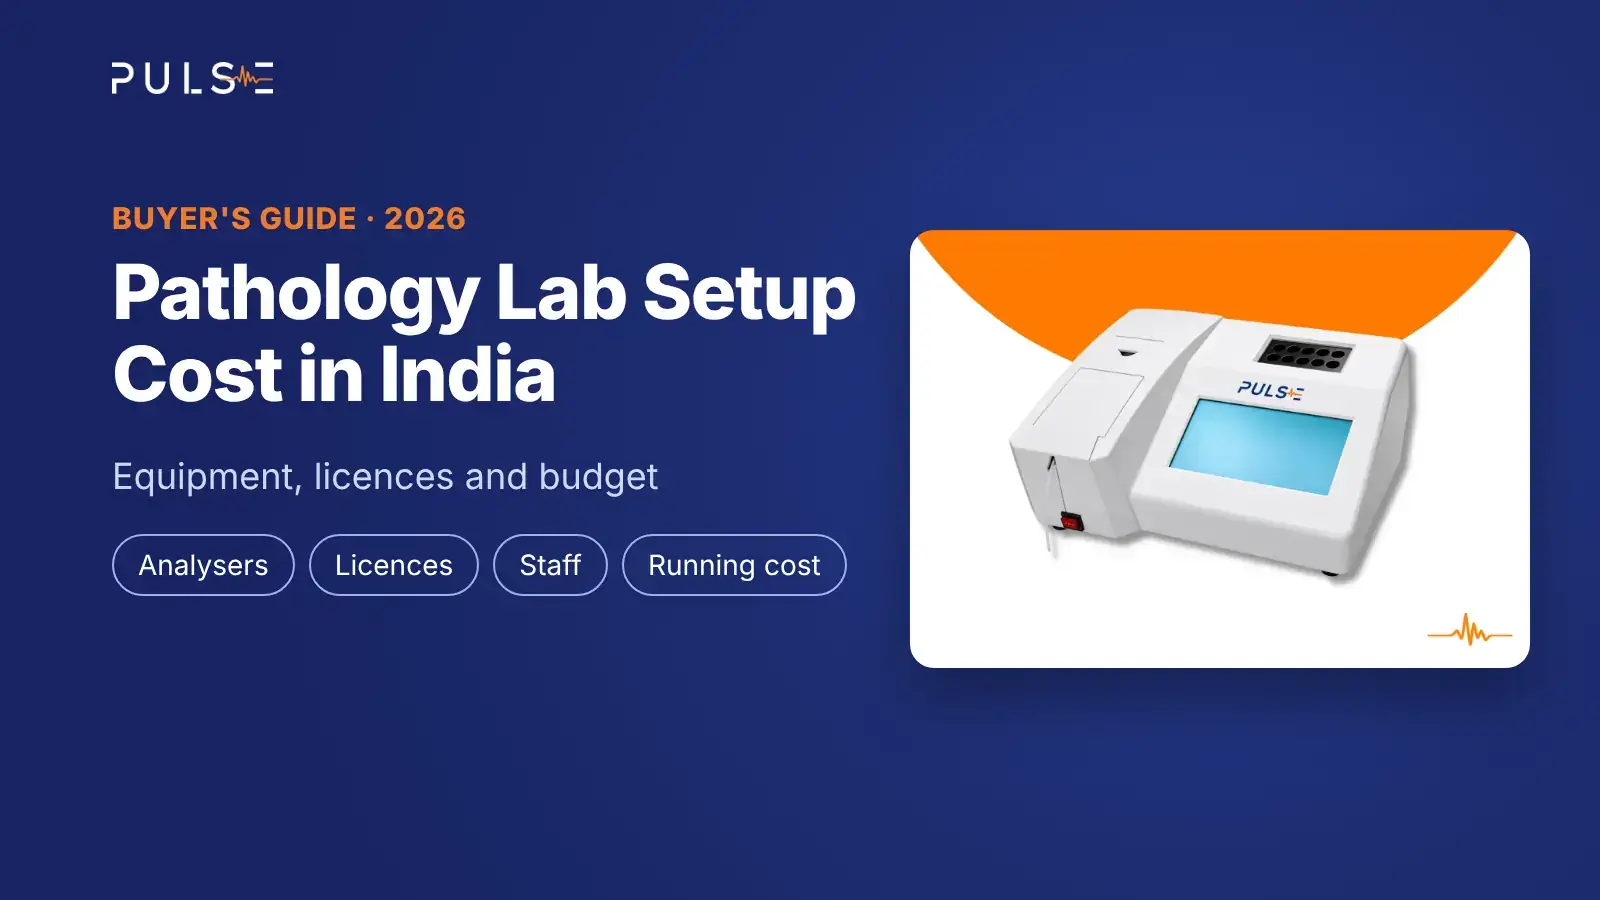 PULSE
BUYER'S GUIDE · 2026
Pathology Lab Setup
Cost in India
Equipment, licences and budget
Analysers
Licences
Staff
Running cost
PULSE